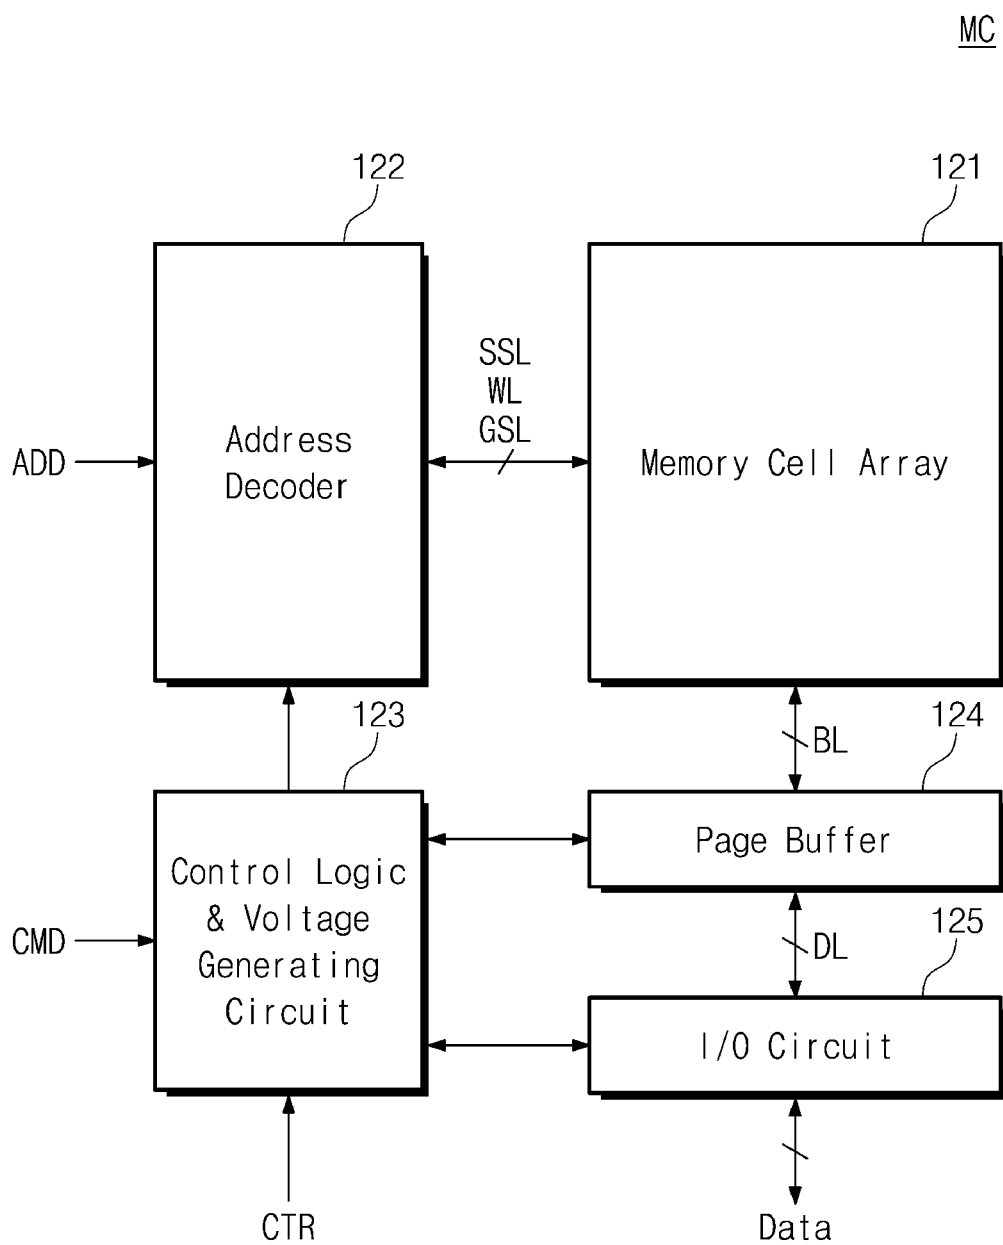 MC
122
121
SSL
WL
GSL
ADD
Address
Decoder
Memory Cell Array
123
BL
124
Control Logic
& Voltage
Generating
Circuit
Page Buffer
CMD
DL
125
I/O Circuit
CTR
Data